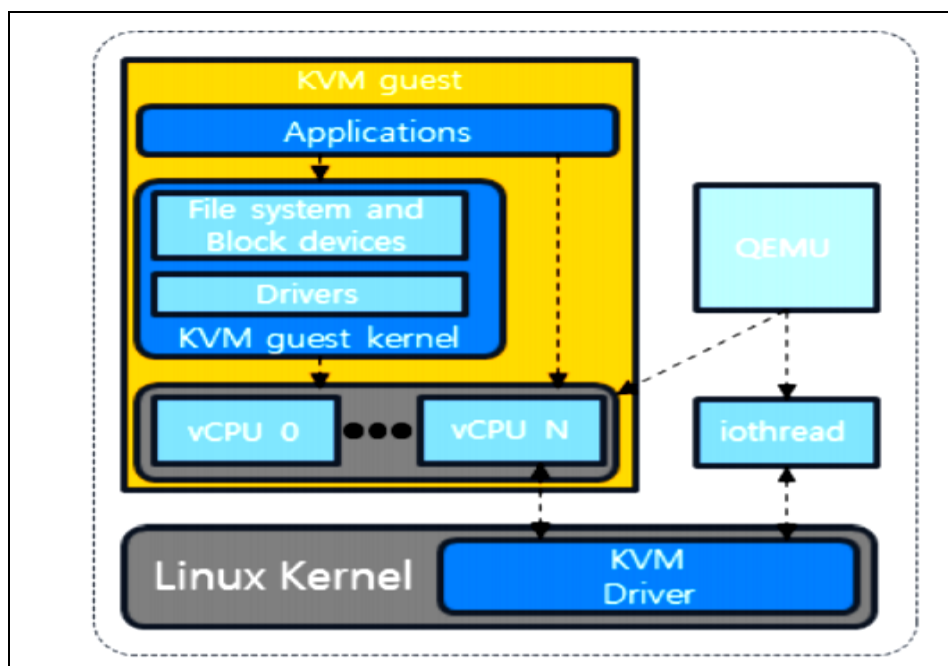 KVM guest
Applications
File system and
Block devices
Drivers
KVM guest kernel
vCPU 0
vCPU N
QEMU
iothread
Linux Kernel
KVM
Driver